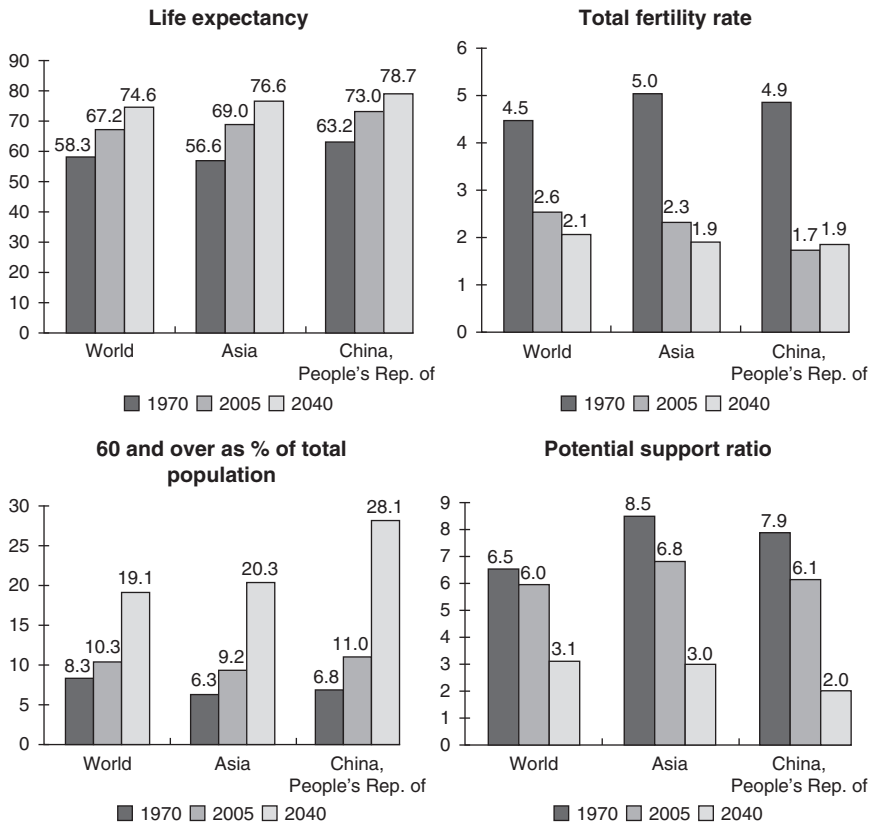 Life expectancy
90
80
70
60
50
40
30
20
10
0
58.3 67.2 74.6
56.6 69.0 76.6
63.2 73.0 78.7
World Asia China,
People's Rep. of
1970 2005 2040
Total fertility rate
6
5
4
3
2
1
0
4.5 2.6 2.1
5.0 2.3 1.9
4.9 1.7 1.9
World Asia China,
People's Rep. of
1970 2005 2040
60 and over as % of total
population
30
25
20
15
10
5
0
8.3 10.3 19.1
6.3 9.2 20.3
6.8 11.0 28.1
World Asia China,
People's Rep. of
1970 2005 2040
Potential support ratio
9
8
7
6
5
4
3
2
1
0
6.5 6.0 3.1
8.5 6.8 3.0
7.9 6.1 2.0
World Asia China,
People's Rep. of
1970 2005 2040